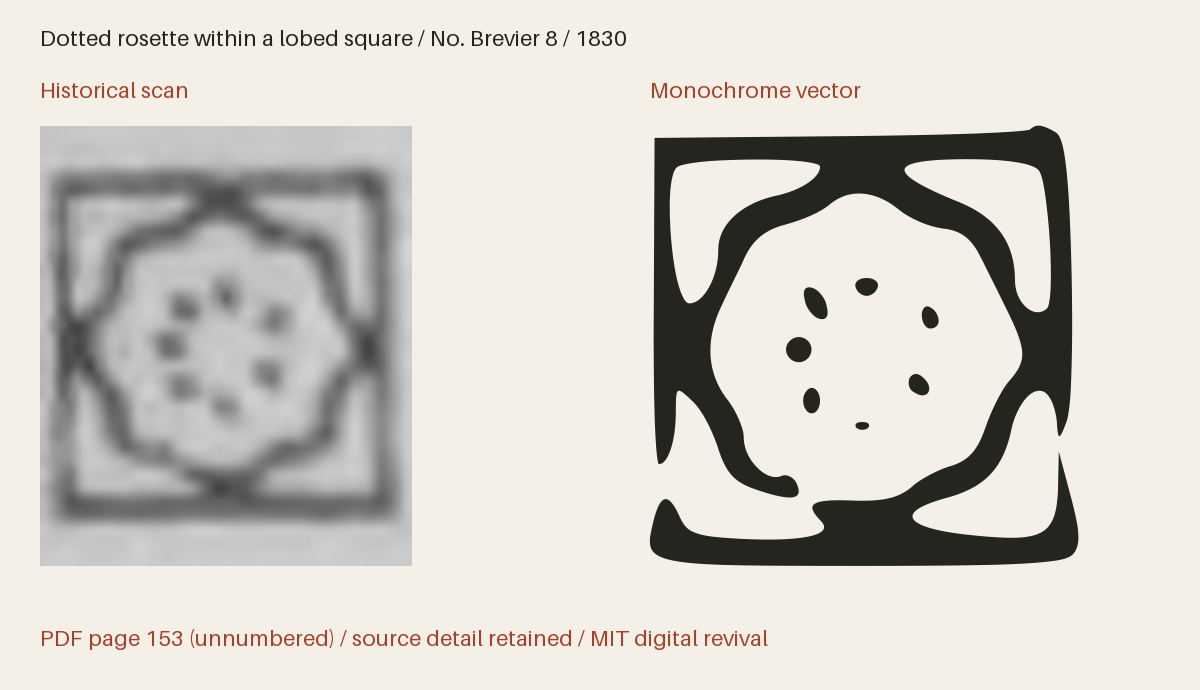 Dotted rosette within a lobed square / No. Brevier 8 / 1830
Historical scan
Monochrome vector
PDF page 153 (unnumbered) / source detail retained / MIT digital revival